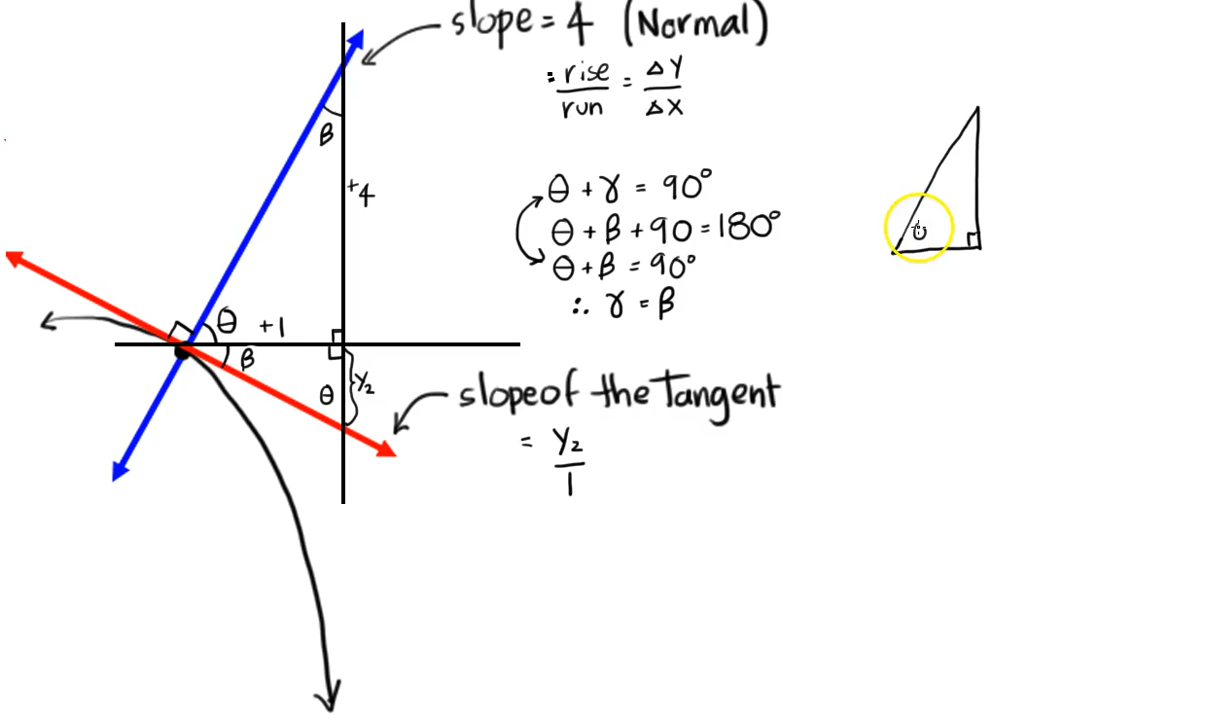 slope = 4 (Normal)
: rise/run = ΔY/ΔX
β
+4
θ + γ = 90°
θ + β + 90 = 180°
θ + β = 90°
∴ γ = β
θ
θ +1
β
θ
Y₂
slope of the Tangent
= Y₂/1